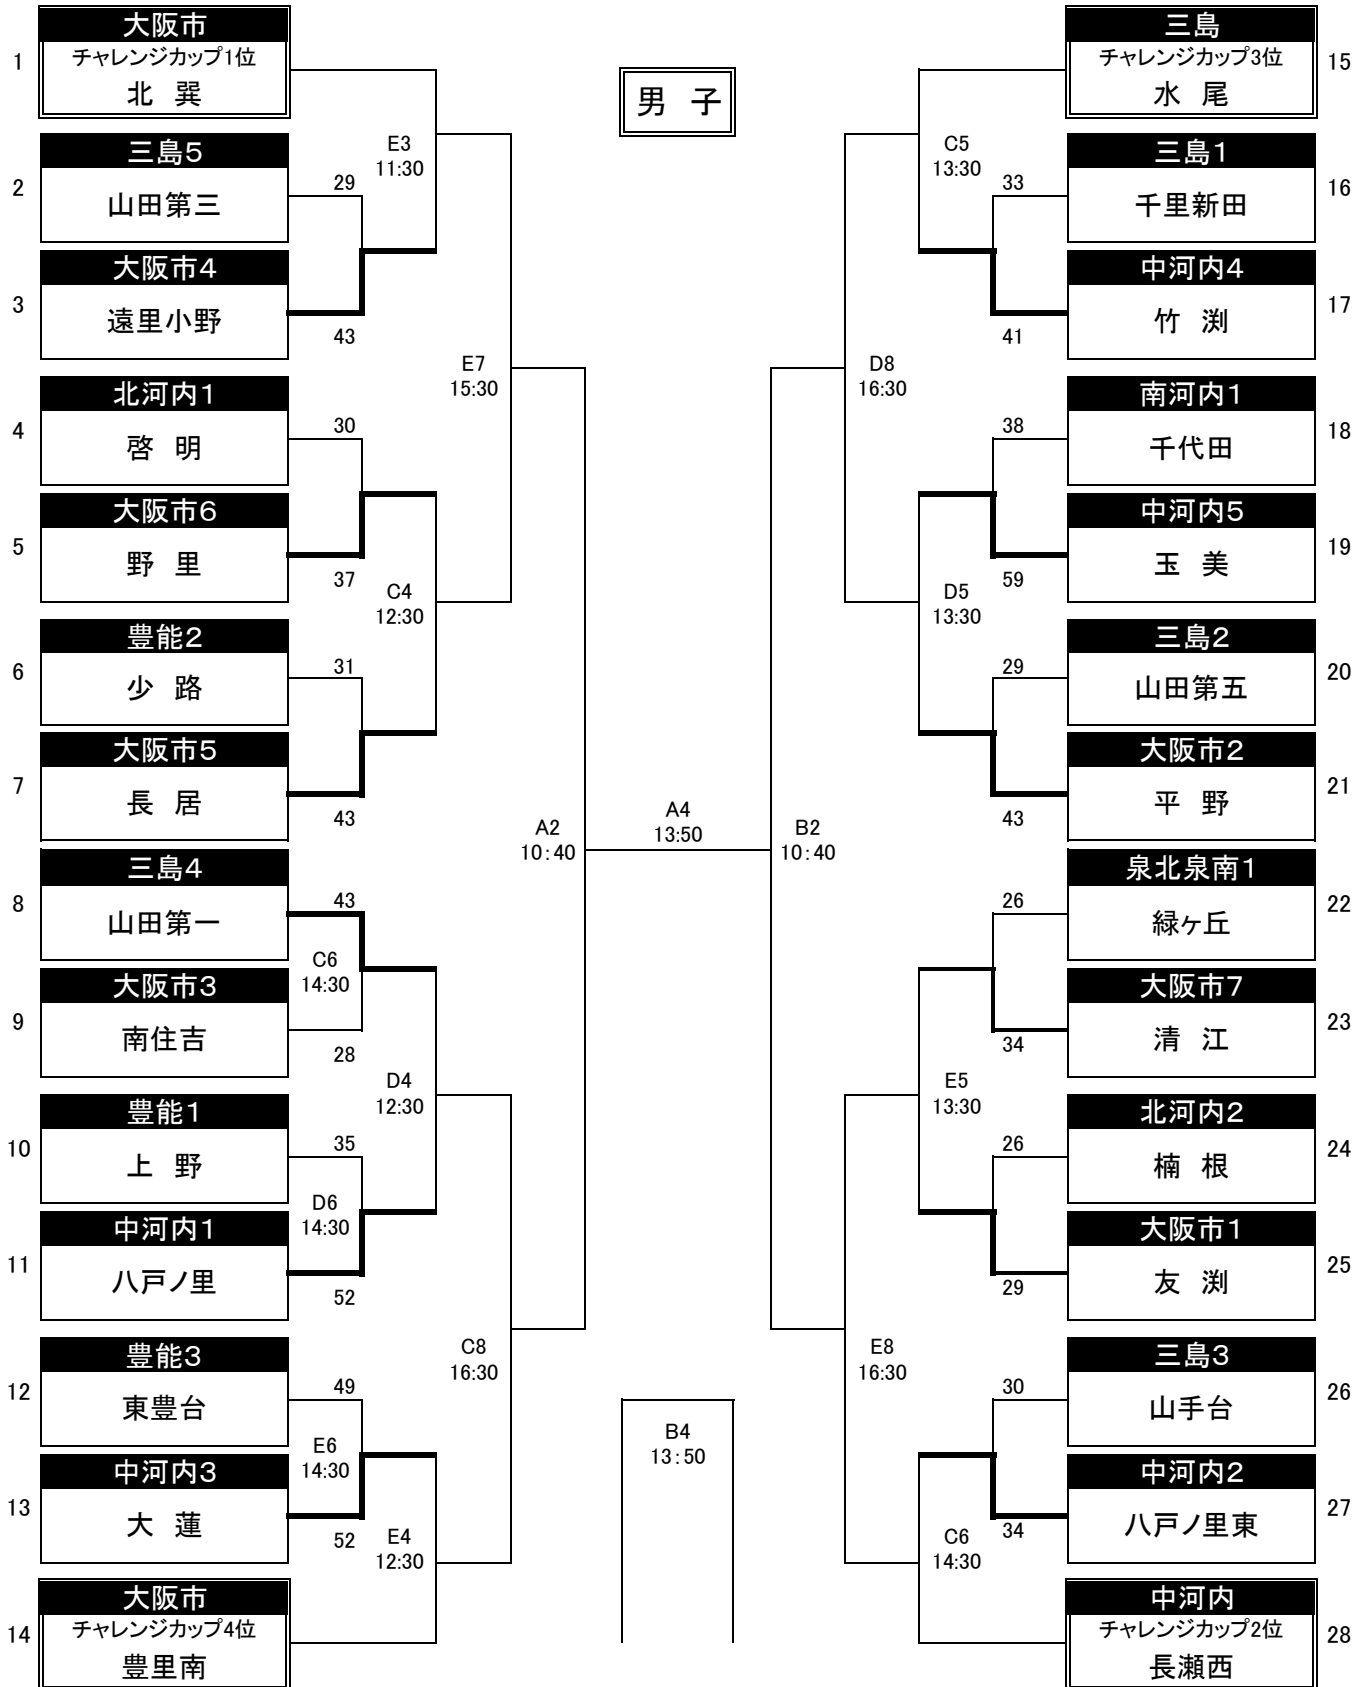 男 子
1
大阪市
チャレンジカップ1位
北 巽
2
三島5
山田第三
29
3
大阪市4
遠里小野
43
E3
11:30
4
北河内1
啓 明
30
5
大阪市6
野 里
37
6
豊能2
少 路
31
7
大阪市5
長 居
43
C4
12:30
E7
15:30
8
三島4
山田第一
43
C6
14:30
9
大阪市3
南住吉
28
10
豊能1
上 野
35
D6
14:30
11
中河内1
八戸ノ里
52
D4
12:30
12
豊能3
東豊台
49
E6
14:30
13
中河内3
大 蓮
52
E4
12:30
14
大阪市
チャレンジカップ4位
豊里南
C8
16:30
A2
10:40
A4
13:50
B2
10:40
B4
13:50
三島
チャレンジカップ3位
水 尾
15
C5
13:30
33
三島1
千里新田
16
中河内4
竹 渕
17
41
D8
16:30
38
南河内1
千代田
18
中河内5
玉 美
19
59
D5
13:30
29
三島2
山田第五
20
大阪市2
平 野
21
43
26
泉北泉南1
緑ヶ丘
22
大阪市7
清 江
23
34
E5
13:30
26
北河内2
楠 根
24
大阪市1
友 渕
25
29
E8
16:30
30
三島3
山手台
26
中河内2
八戸ノ里東
27
34
C6
14:30
中河内
チャレンジカップ2位
長瀬西
28